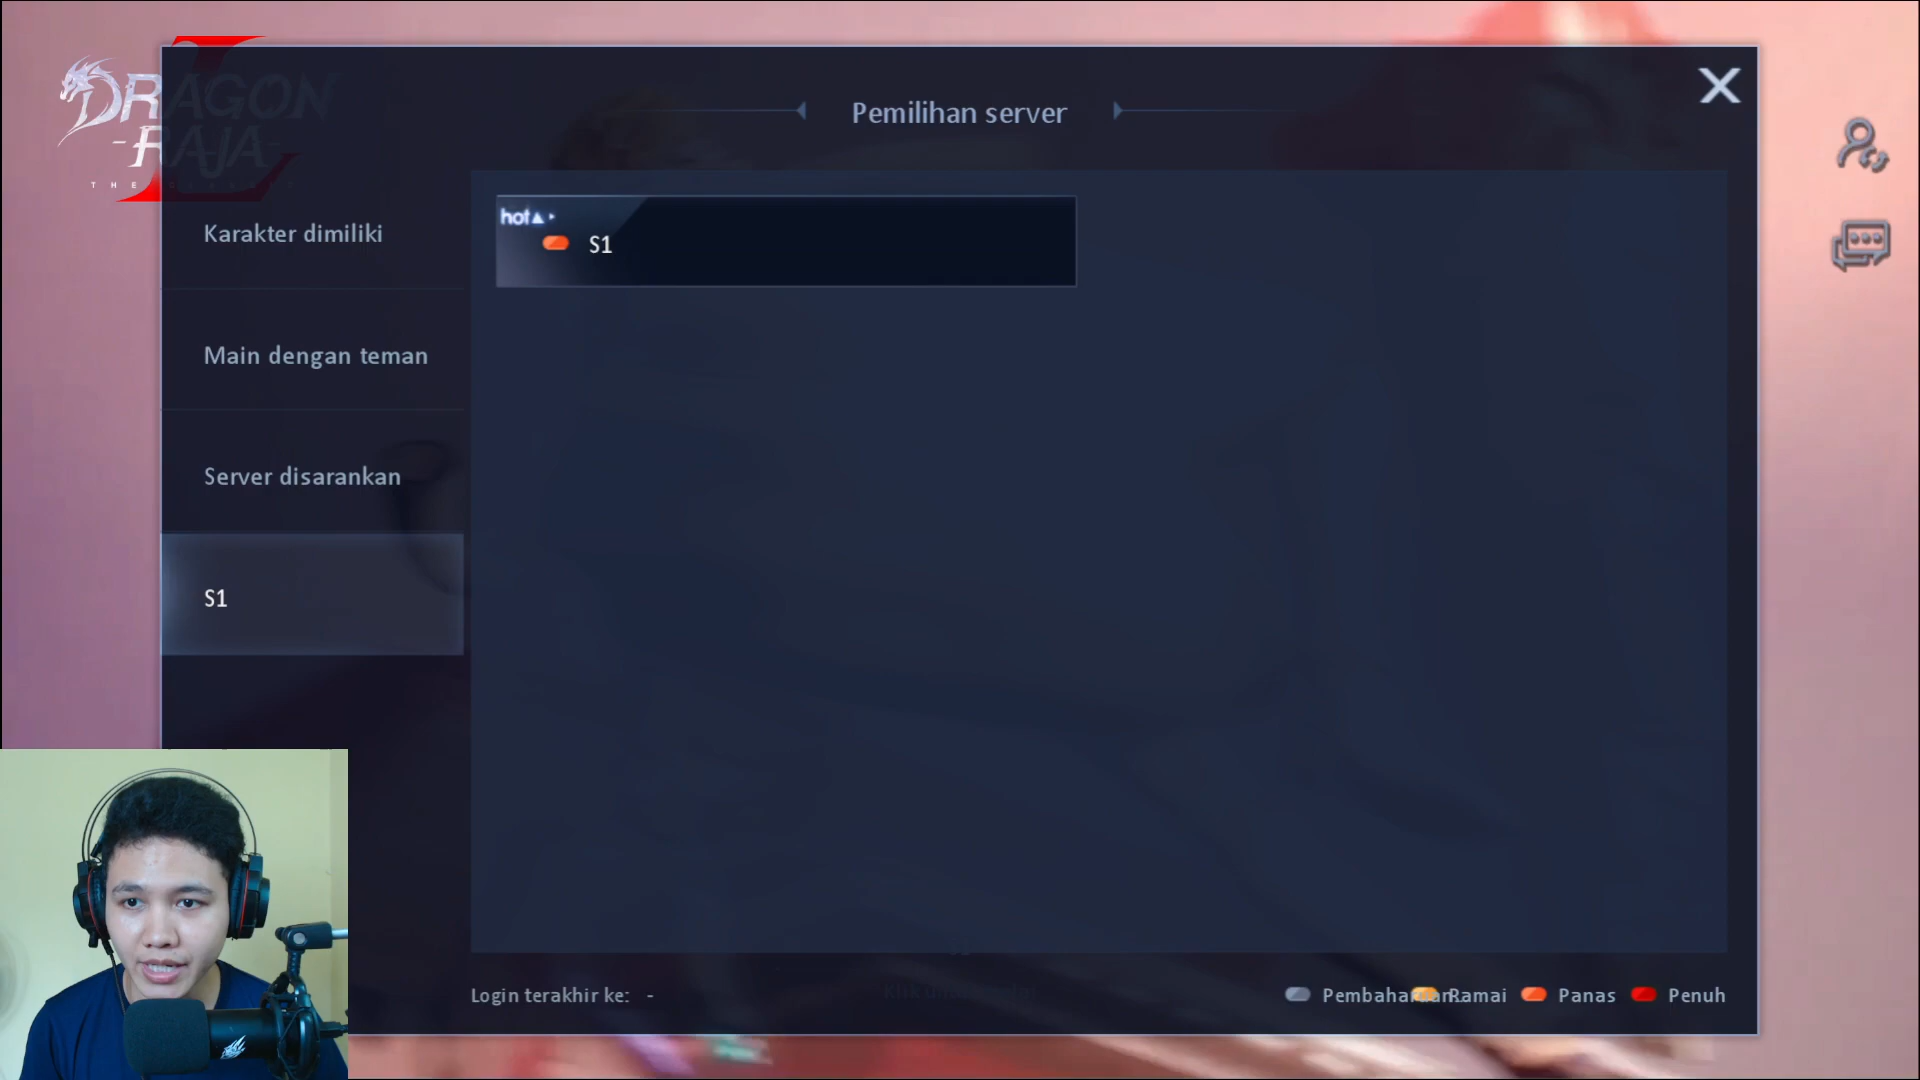 DRAGON
-RAJA-
THE
Pemilihan server
Karakter dimiliki
hot
S1
Main dengan teman
Server disarankan
S1
Login terakhir ke: -
Ramai
Panas
Penuh